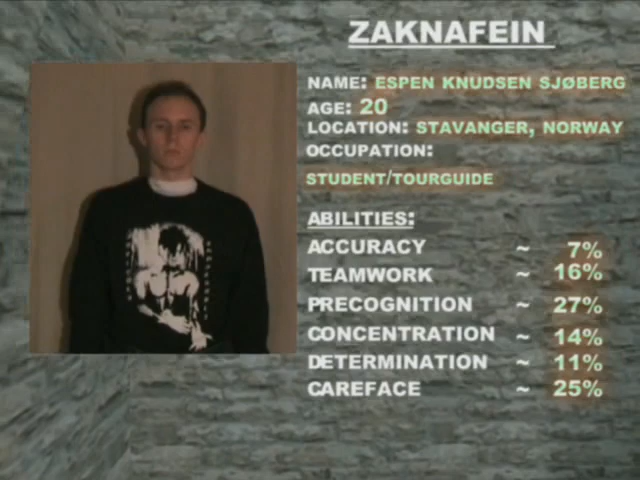 ZAKNAFEIN
NAME: ESPEN KNUDSEN SJØBERG
AGE: 20
LOCATION: STAVANGER, NORWAY
OCCUPATION:
STUDENT/TOURGUIDE
ABILITIES:
ACCURACY ~ 7%
TEAMWORK ~ 16%
PRECOGNITION ~ 27%
CONCENTRATION ~ 14%
DETERMINATION ~ 11%
CAREFACE ~ 25%